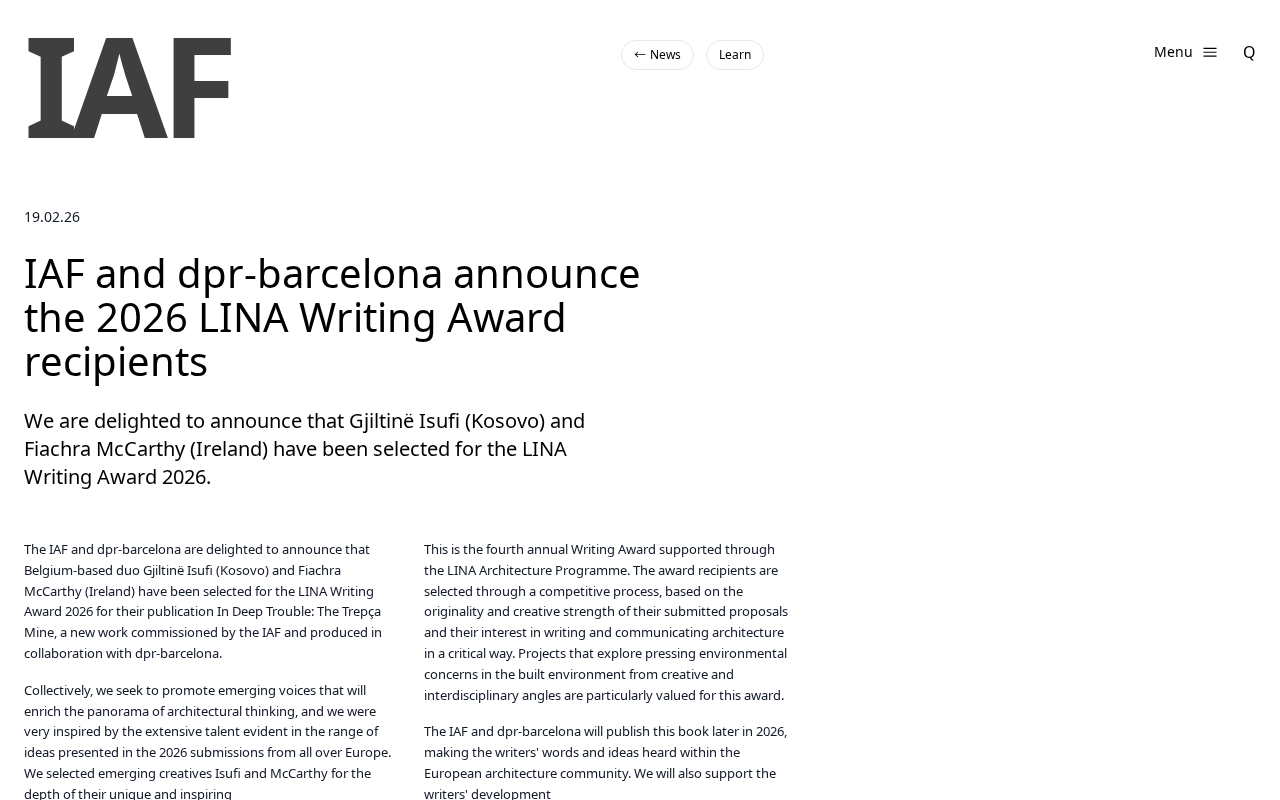 IAF
← News
Learn
Menu
Q
19.02.26
IAF and dpr-barcelona announce
the 2026 LINA Writing Award
recipients
We are delighted to announce that Gjiltinë Isufi (Kosovo) and
Fiachra McCarthy (Ireland) have been selected for the LINA
Writing Award 2026.
The IAF and dpr-barcelona are delighted to announce that
Belgium-based duo Gjiltinë Isufi (Kosovo) and Fiachra
McCarthy (Ireland) have been selected for the LINA Writing
Award 2026 for their publication In Deep Trouble: The Trepça
Mine, a new work commissioned by the IAF and produced in
collaboration with dpr-barcelona.
Collectively, we seek to promote emerging voices that will
enrich the panorama of architectural thinking, and we were
very inspired by the extensive talent evident in the range of
ideas presented in the 2026 submissions from all over Europe.
We selected emerging creatives Isufi and McCarthy for the
depth of their unique and inspiring
This is the fourth annual Writing Award supported through
the LINA Architecture Programme. The award recipients are
selected through a competitive process, based on the
originality and creative strength of their submitted proposals
and their interest in writing and communicating architecture
in a critical way. Projects that explore pressing environmental
concerns in the built environment from creative and
interdisciplinary angles are particularly valued for this award.
The IAF and dpr-barcelona will publish this book later in 2026,
making the writers' words and ideas heard within the
European architecture community. We will also support the
writers' development